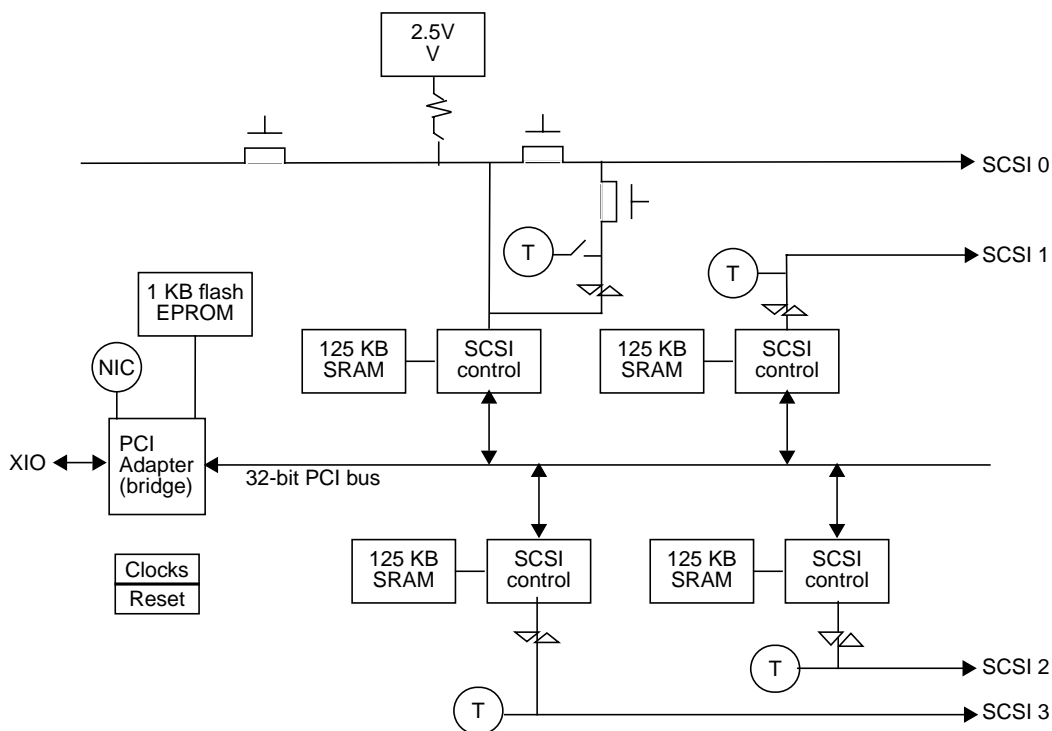 2.5V
V
SCSI 0
T
SCSI 1
T
1 KB flash
EPROM
125 KB
SRAM
SCSI
control
125 KB
SRAM
SCSI
control
NIC
XIO
PCI
Adapter
(bridge)
32-bit PCI bus
125 KB
SRAM
SCSI
control
125 KB
SRAM
SCSI
control
Clocks
Reset
T
SCSI 2
T
SCSI 3